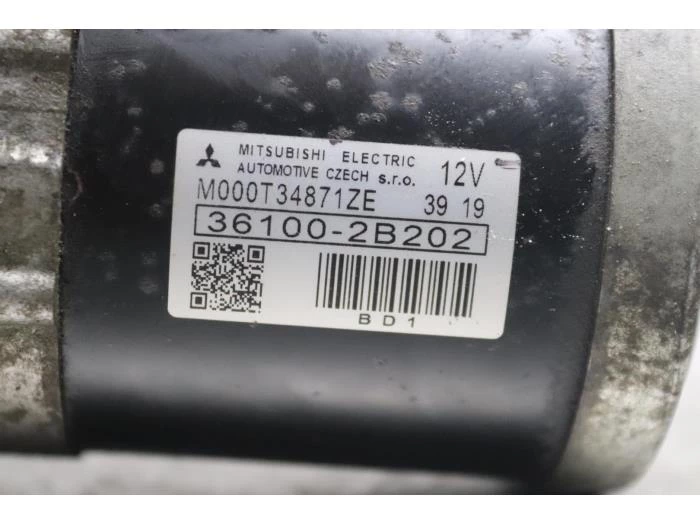 MITSUBISHI ELECTRIC
AUTOMOTIVE CZECH s.r.o. 12V
M000T34871ZE 39 19
36100-2B202
BD1